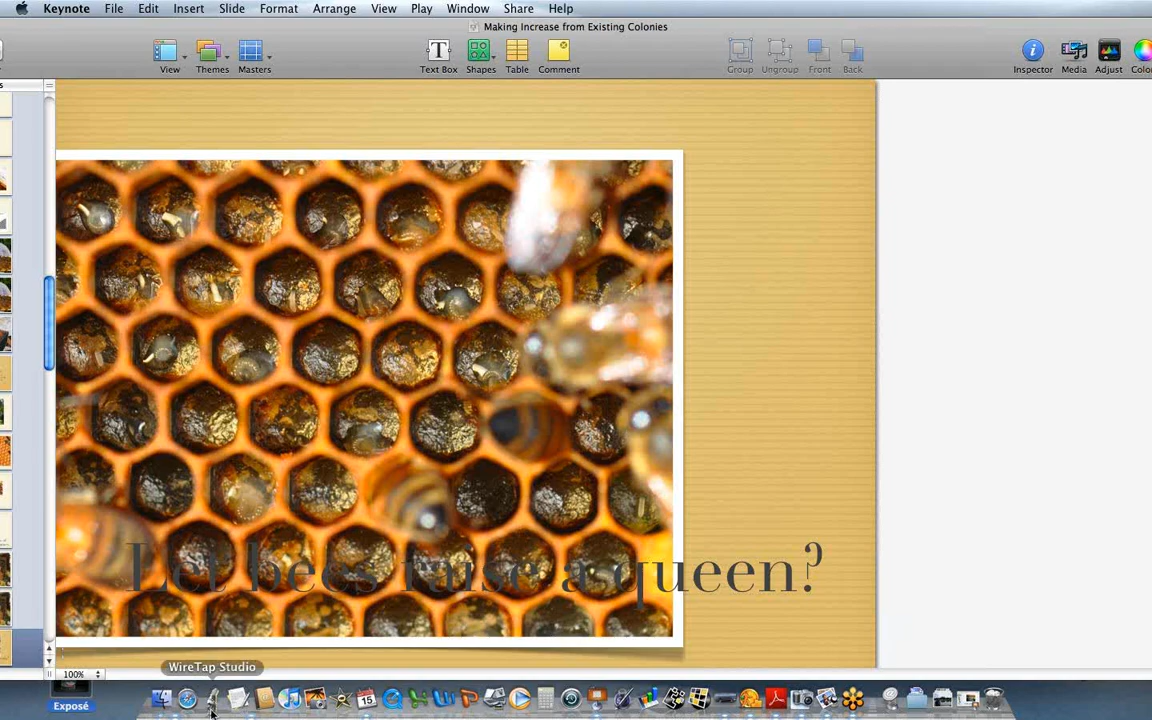 Keynote File Edit Insert Slide Format Arrange View Play Window Share Help
Making Increase from Existing Colonies
View Themes Masters Text Box Shapes Table Comment Group Ungroup Front Back Inspector Media Adjust Colo
s
Let bees raise a queen?
WireTap Studio
100%
Exposé
15